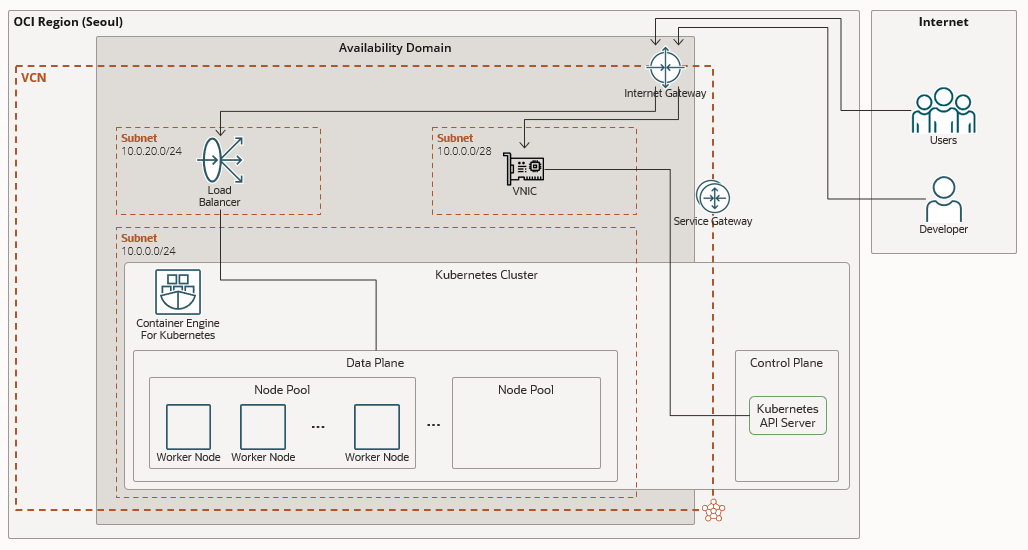 OCI Region (Seoul)
Internet
Availability Domain
VCN
Internet Gateway
Subnet
10.0.20.0/24
Load
Balancer
Subnet
10.0.0.0/28
VNIC
Users
Service Gateway
Developer
Subnet
10.0.0.0/24
Kubernetes Cluster
Container Engine
For Kubernetes
Data Plane
Control Plane
Node Pool
Node Pool
Kubernetes
API Server
...
...
Worker Node
Worker Node
Worker Node